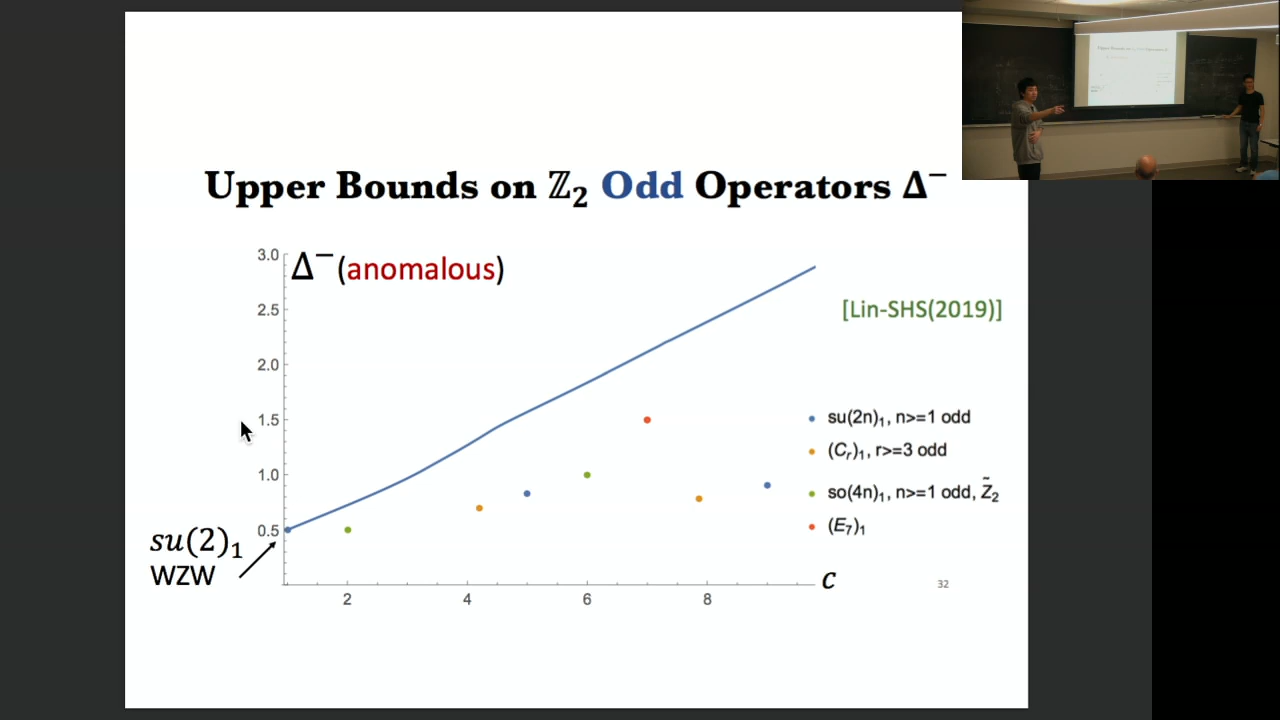 Upper Bounds on ℤ₂ Odd Operators Δ⁻
Δ⁻(anomalous)
[Lin-SHS(2019)]
3.0
2.5
2.0
1.5
1.0
0.5
2
4
6
8
c
su(2)₁
WZW
su(2n)₁, n>=1 odd
(Cᵣ)₁, r>=3 odd
so(4n)₁, n>=1 odd, Z̃₂
(E₇)₁
32